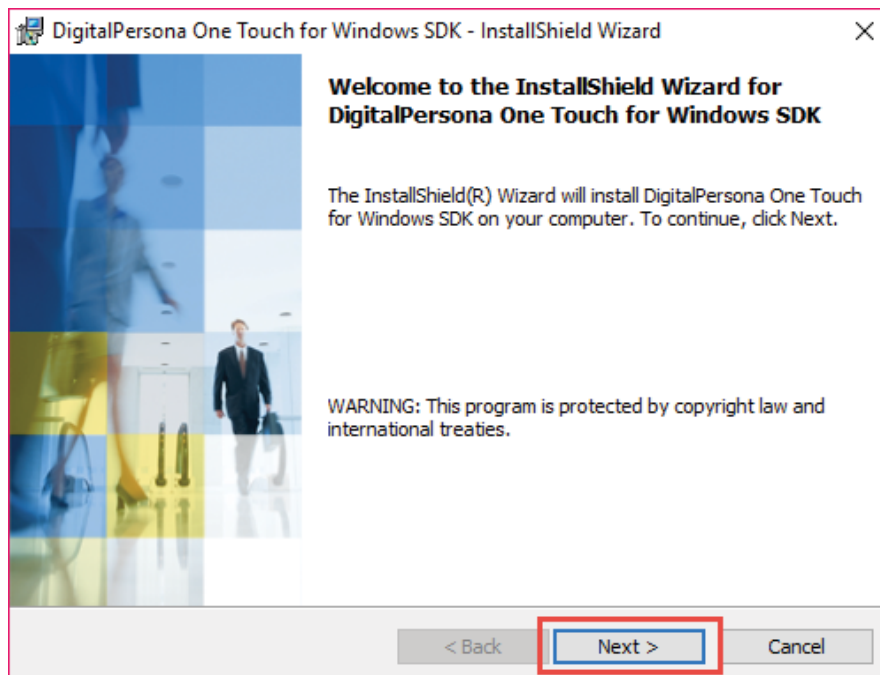 DigitalPersona One Touch for Windows SDK - InstallShield Wizard
Welcome to the InstallShield Wizard for
DigitalPersona One Touch for Windows SDK
The InstallShield(R) Wizard will install DigitalPersona One Touch
for Windows SDK on your computer. To continue, click Next.
WARNING: This program is protected by copyright law and
international treaties.
< Back
Next >
Cancel